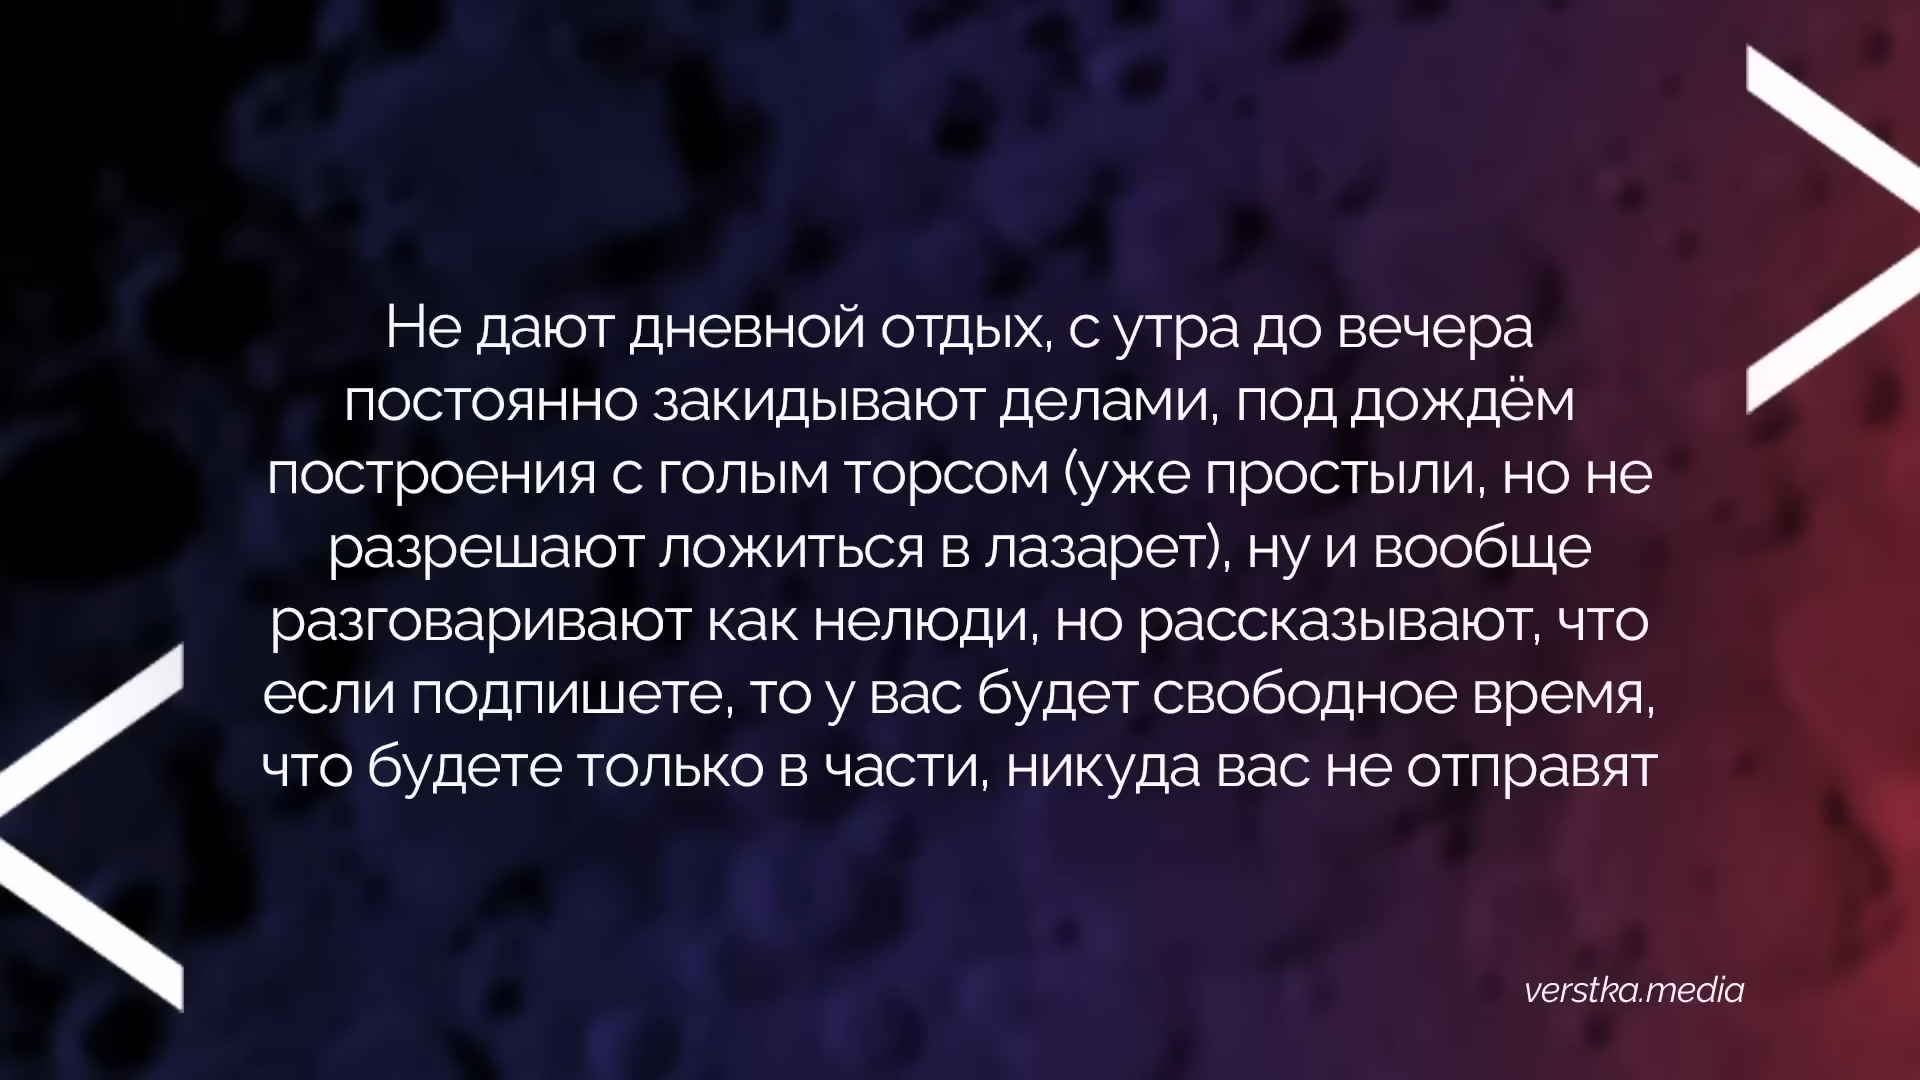 Не дают дневной отдых, с утра до вечера
постоянно закидывают делами, под дождём
построения с голым торсом (уже простыли, но не
разрешают ложиться в лазарет), ну и вообще
разговаривают как нелюди, но рассказывают, что
если подпишете, то у вас будет свободное время,
что будете только в части, никуда вас не отправят
verstka.media